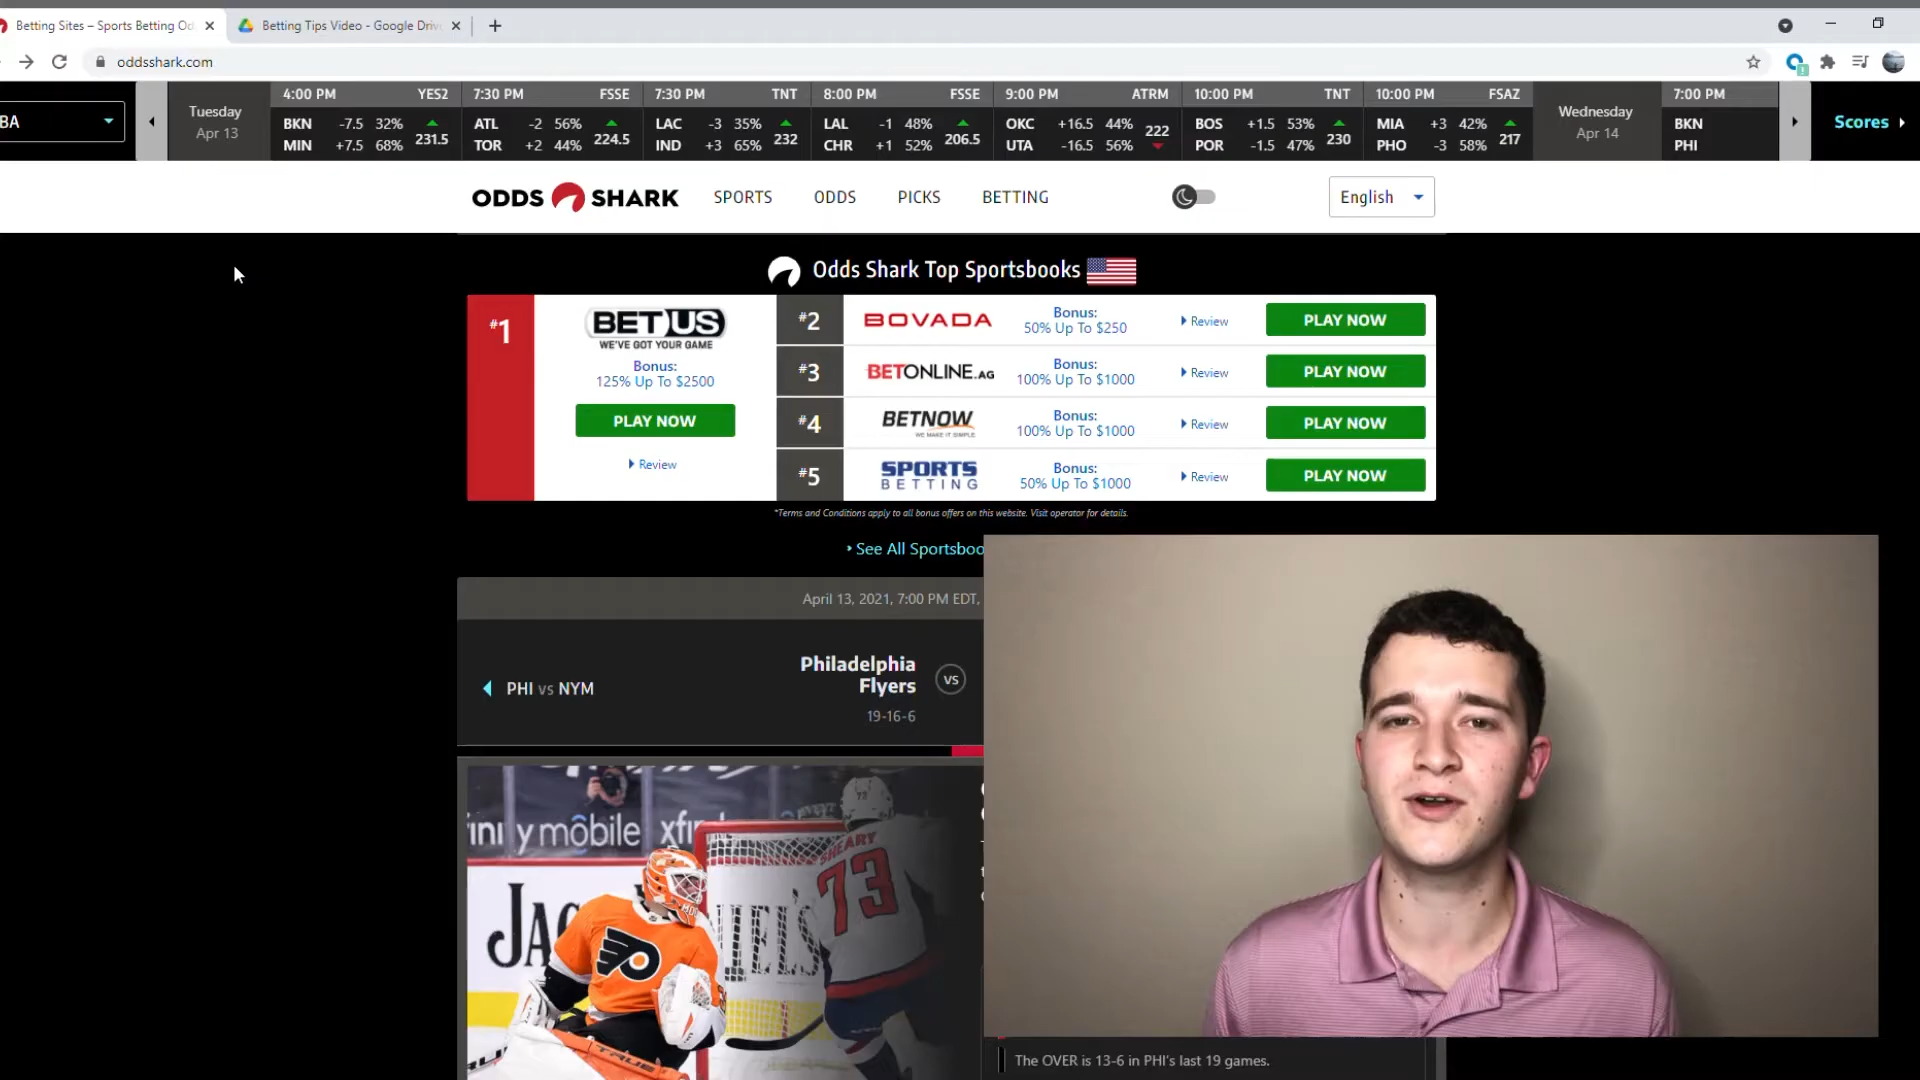 Betting Sites – Sports Betting Od
Betting Tips Video - Google Driv
oddsshark.com
BA
Tuesday
Apr 13
4:00 PM YES2
BKN -7.5 32%
MIN +7.5 68%
231.5
7:30 PM FSSE
ATL -2 56%
TOR +2 44%
224.5
7:30 PM TNT
LAC -3 35%
IND +3 65%
232
8:00 PM FSSE
LAL -1 48%
CHR +1 52%
206.5
9:00 PM ATRM
OKC +16.5 44%
UTA -16.5 56%
222
10:00 PM TNT
BOS +1.5 53%
POR -1.5 47%
230
10:00 PM FSAZ
MIA +3 42%
PHO -3 58%
217
Wednesday
Apr 14
7:00 PM
BKN
PHI
Scores
ODDS SHARK
SPORTS ODDS PICKS BETTING
English
Odds Shark Top Sportsbooks
#1
BETUS
WE'VE GOT YOUR GAME
Bonus:
125% Up To $2500
PLAY NOW
Review
#2 BOVADA Bonus: 50% Up To $250 Review PLAY NOW
#3 BETONLINE.AG Bonus: 100% Up To $1000 Review PLAY NOW
#4 BETNOW WE MAKE IT SIMPLE Bonus: 100% Up To $1000 Review PLAY NOW
#5 SPORTS BETTING Bonus: 50% Up To $1000 Review PLAY NOW
*Terms and Conditions apply to all bonus offers on this website. Visit operator for details.
See All Sportsboo
April 13, 2021, 7:00 PM EDT,
PHI vs NYM
Philadelphia
Flyers
VS
19-16-6
xfinity mobile
SHEARY
73
The OVER is 13-6 in PHI's last 19 games.